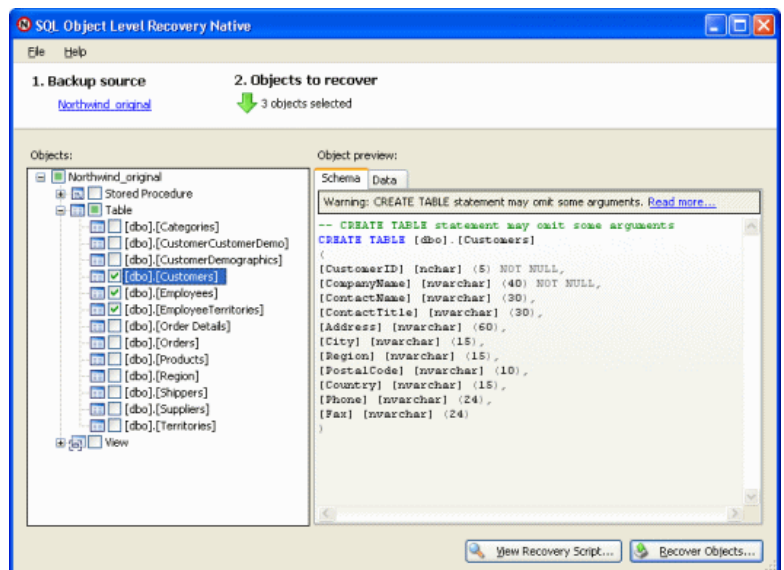 SQL Object Level Recovery Native
File Help
1. Backup source
Northwind_original
2. Objects to recover
3 objects selected
Objects:
Northwind_original
Stored Procedure
Table
[dbo].[Categories]
[dbo].[CustomerCustomerDemo]
[dbo].[CustomerDemographics]
[dbo].[Customers]
[dbo].[Employees]
[dbo].[EmployeeTerritories]
[dbo].[Order Details]
[dbo].[Orders]
[dbo].[Products]
[dbo].[Region]
[dbo].[Shippers]
[dbo].[Suppliers]
[dbo].[Territories]
View
Object preview:
Schema Data
Warning: CREATE TABLE statement may omit some arguments. Read more...
-- CREATE TABLE statement may omit some arguments
CREATE TABLE [dbo].[Customers]
(
[CustomerID] [nchar] (5) NOT NULL,
[CompanyName] [nvarchar] (40) NOT NULL,
[ContactName] [nvarchar] (30),
[ContactTitle] [nvarchar] (30),
[Address] [nvarchar] (60),
[City] [nvarchar] (15),
[Region] [nvarchar] (15),
[PostalCode] [nvarchar] (10),
[Country] [nvarchar] (15),
[Phone] [nvarchar] (24),
[Fax] [nvarchar] (24)
)
View Recovery Script... Recover Objects...